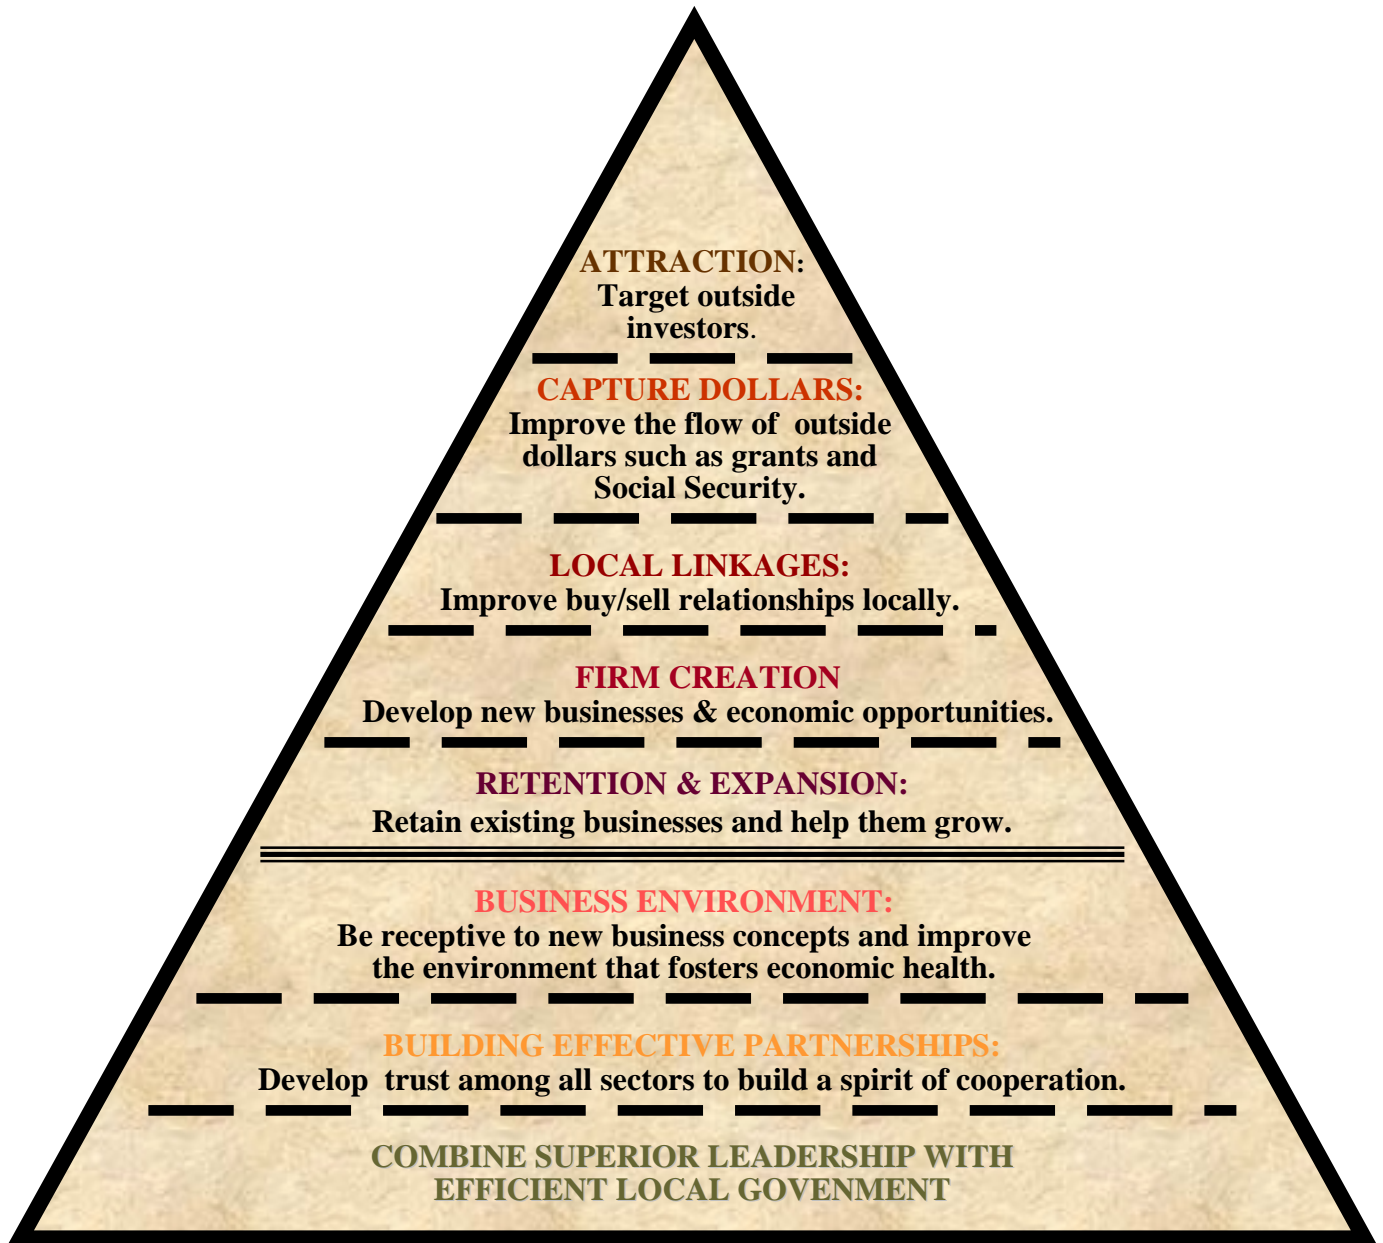 ATTRACTION:
Target outside
investors.
CAPTURE DOLLARS:
Improve the flow of  outside
dollars such as grants and
Social Security.
LOCAL LINKAGES:
Improve buy/sell relationships locally.
FIRM CREATION
Develop new businesses & economic opportunities.
RETENTION & EXPANSION:
Retain existing businesses and help them grow.
BUSINESS ENVIRONMENT:
Be receptive to new business concepts and improve
the environment that fosters economic health.
BUILDING EFFECTIVE PARTNERSHIPS:
Develop  trust among all sectors to build a spirit of cooperation.
COMBINE SUPERIOR LEADERSHIP WITH
EFFICIENT LOCAL GOVENMENT